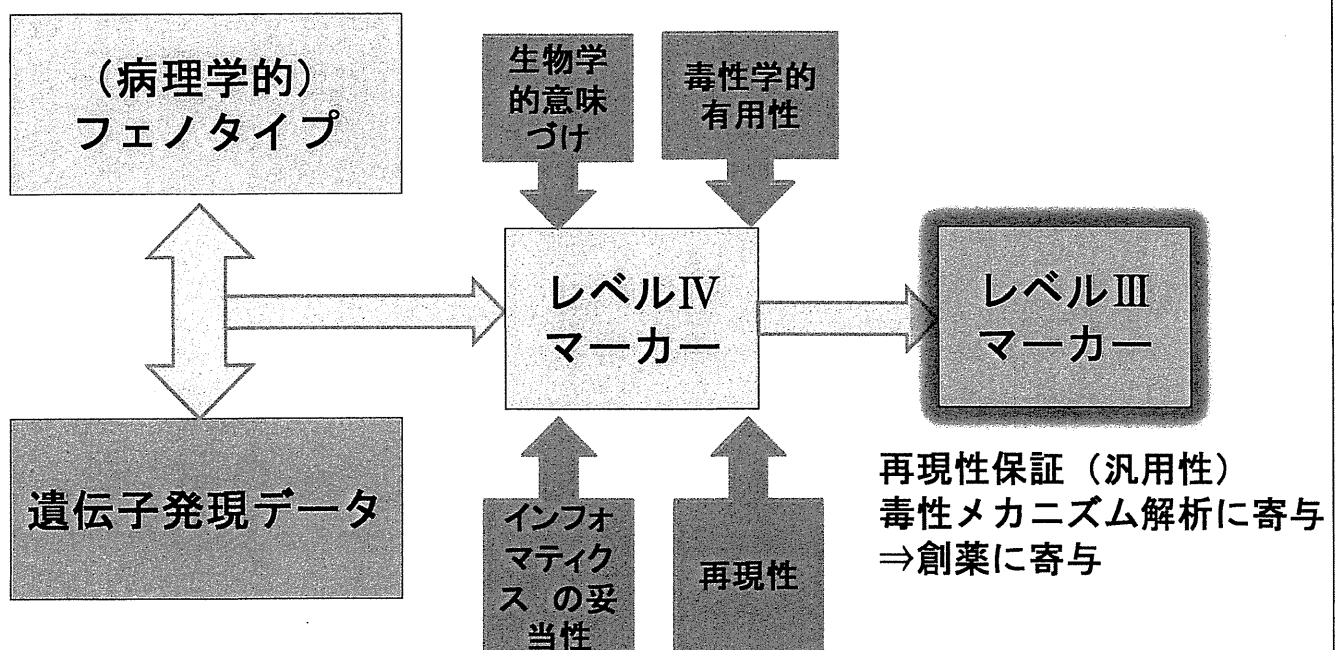 （病理学的）
フェノタイプ
生物学
的意味
づけ
毒性学的
有用性
レベルⅣ
マーカー
レベルⅢ
マーカー
遺伝子発現データ
インフォ
マティク
ス の妥
当性
再現性
再現性保証（汎用性）
毒性メカニズム解析に寄与
⇒創薬に寄与